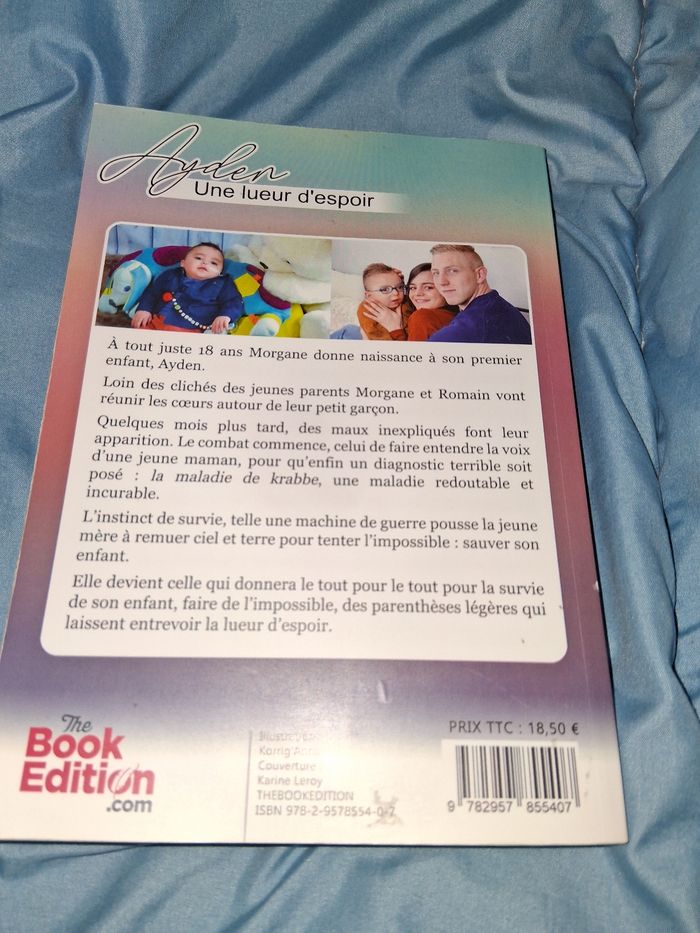 Ayden
Une lueur d'espoir
À tout juste 18 ans Morgane donne naissance à son premier
enfant, Ayden.
Loin des clichés des jeunes parents Morgane et Romain vont
réunir les cœurs autour de leur petit garçon.
Quelques mois plus tard, des maux inexpliqués font leur
apparition. Le combat commence, celui de faire entendre la voix
d'une jeune maman, pour qu'enfin un diagnostic terrible soit
posé : la maladie de krabbe, une maladie redoutable et
incurable.
L'instinct de survie, telle une machine de guerre pousse la jeune
mère à remuer ciel et terre pour tenter l'impossible : sauver son
enfant.
Elle devient celle qui donnera le tout pour le tout pour la survie
de son enfant, faire de l'impossible, des parenthèses légères qui
laissent entrevoir la lueur d'espoir.
The
Book
Edition
.com
PRIX TTC : 18,50 €
Couverture
Karine Leroy
THEBOOKEDITION
ISBN 978-2-9578554-0-7
9 782957 855407